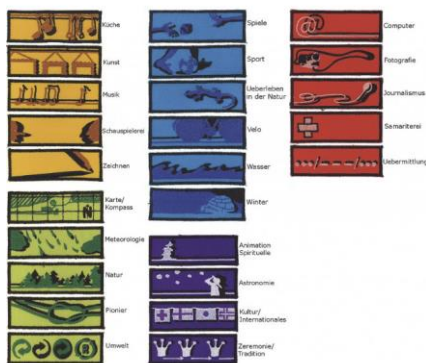 Küche
Kunst
Musik
Schauspielerei
Zeichnen
Karte/
Kompass
Meteorologie
Natur
Pionier
Umwelt
Spiele
Sport
Ueberleben
in der Natur
Velo
Wasser
Winter
Animation
Spirituelle
Astronomie
Kultur/
Internationales
Zeremonie/
Tradition
@
Computer
Fotografie
Journalismus
Samariterei
Uebermittlung